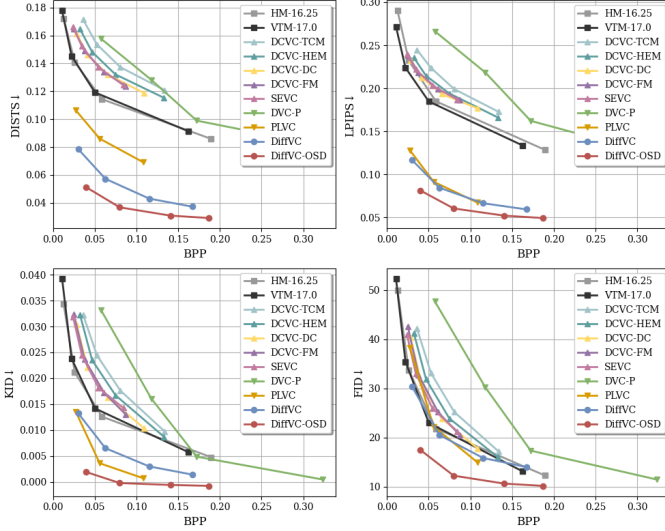 DISTS↓
0.18
0.16
0.14
0.12
0.10
0.08
0.06
0.04
0.00 0.05 0.10 0.15 0.20 0.25 0.30
BPP
HM-16.25
VTM-17.0
DCVC-TCM
DCVC-HEM
DCVC-DC
DCVC-FM
SEVC
DVC-P
PLVC
DiffVC
DiffVC-OSD
LPIPS↓
0.30
0.25
0.20
0.15
0.10
0.05
0.00 0.05 0.10 0.15 0.20 0.25 0.30
BPP
HM-16.25
VTM-17.0
DCVC-TCM
DCVC-HEM
DCVC-DC
DCVC-FM
SEVC
DVC-P
PLVC
DiffVC
DiffVC-OSD
KID↓
0.040
0.035
0.030
0.025
0.020
0.015
0.010
0.005
0.000
0.00 0.05 0.10 0.15 0.20 0.25 0.30
BPP
HM-16.25
VTM-17.0
DCVC-TCM
DCVC-HEM
DCVC-DC
DCVC-FM
SEVC
DVC-P
PLVC
DiffVC
DiffVC-OSD
FID↓
50
40
30
20
10
0.00 0.05 0.10 0.15 0.20 0.25 0.30
BPP
HM-16.25
VTM-17.0
DCVC-TCM
DCVC-HEM
DCVC-DC
DCVC-FM
SEVC
DVC-P
PLVC
DiffVC
DiffVC-OSD